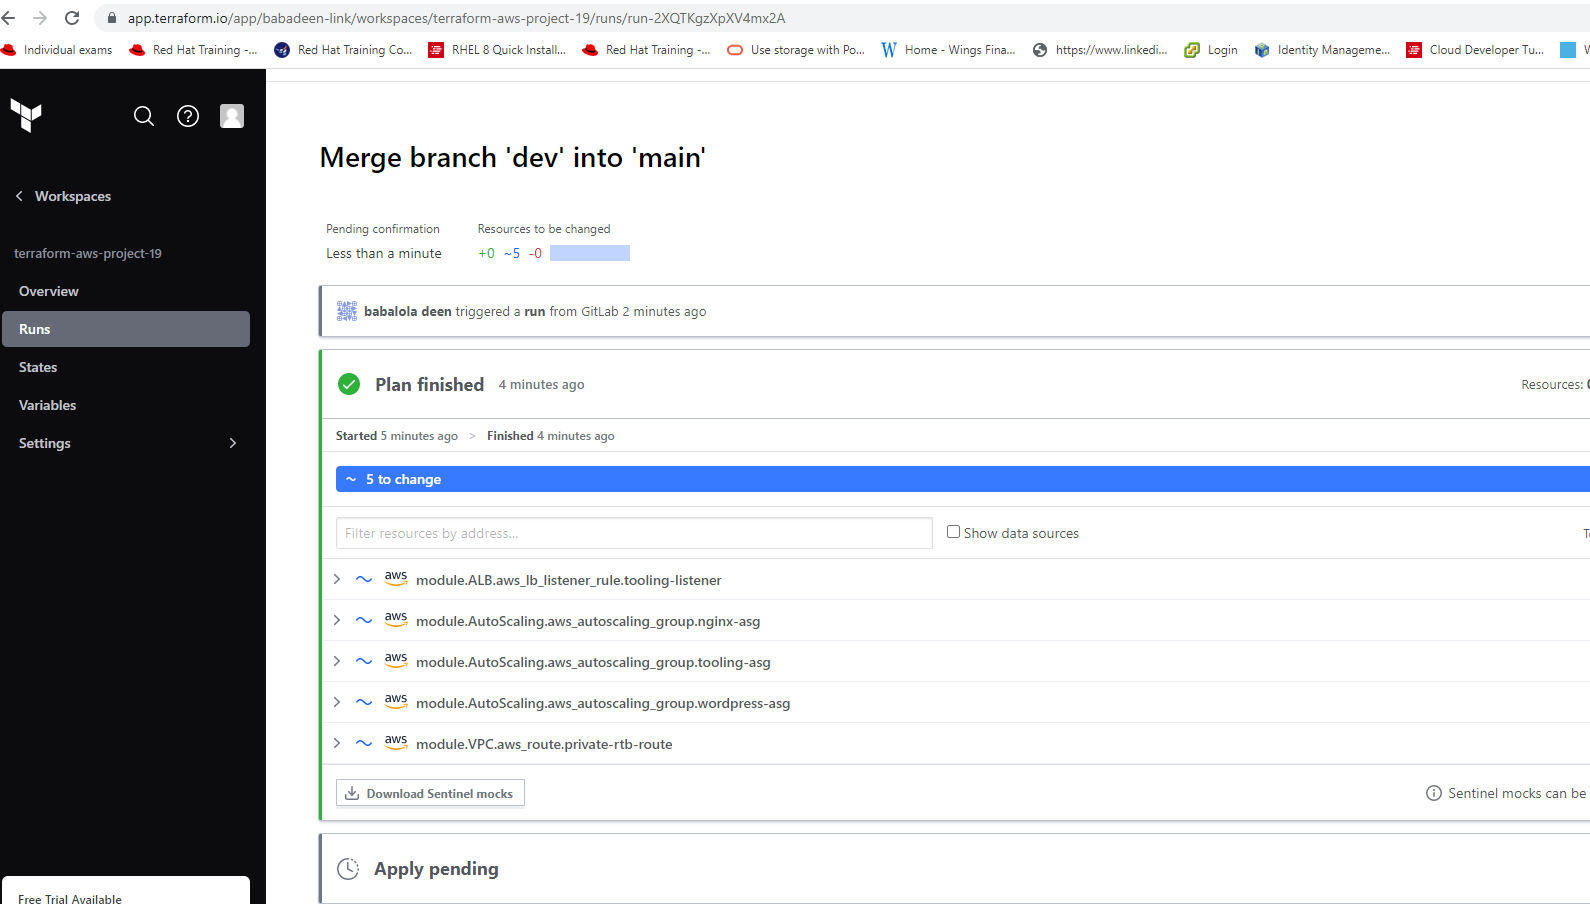 app.terraform.io/app/babadeen-link/workspaces/terraform-aws-project-19/runs/run-2XQTKgzXpXV4mx2A
Individual exams Red Hat Training -... Red Hat Training Co... RHEL 8 Quick Install... Red Hat Training -... Use storage with Po... W Home - Wings Fina... https://www.linkedi... Login Identity Manageme... Cloud Developer Tu...
Merge branch 'dev' into 'main'
Workspaces
Pending confirmation Resources to be changed
Less than a minute +0 ~5 -0
terraform-aws-project-19
Overview
babalola deen triggered a run from GitLab 2 minutes ago
Runs
States
Plan finished 4 minutes ago Resources:
Variables
Started 5 minutes ago > Finished 4 minutes ago
Settings
~ 5 to change
Filter resources by address... Show data sources
aws module.ALB.aws_lb_listener_rule.tooling-listener
aws module.AutoScaling.aws_autoscaling_group.nginx-asg
aws module.AutoScaling.aws_autoscaling_group.tooling-asg
aws module.AutoScaling.aws_autoscaling_group.wordpress-asg
aws module.VPC.aws_route.private-rtb-route
Download Sentinel mocks Sentinel mocks can be
Apply pending
Free Trial Available